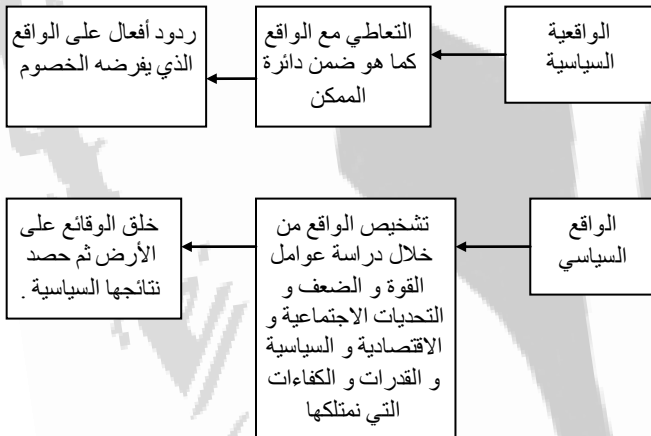 الواقعية
السياسية
التعاطي مع الواقع
كما هو ضمن دائرة
الممكن
ردود أفعال على الواقع
الذي يفرضه الخصوم
الواقع
السياسي
تشخيص الواقع من
خلال دراسة عوامل
القوة و الضعف و
التحديات الاجتماعية و
الاقتصادية و السياسية
و القدرات و الكفاءات
التي نمتلكها
خلق الوقائع على
الأرض ثم حصد
نتائجها السياسية .